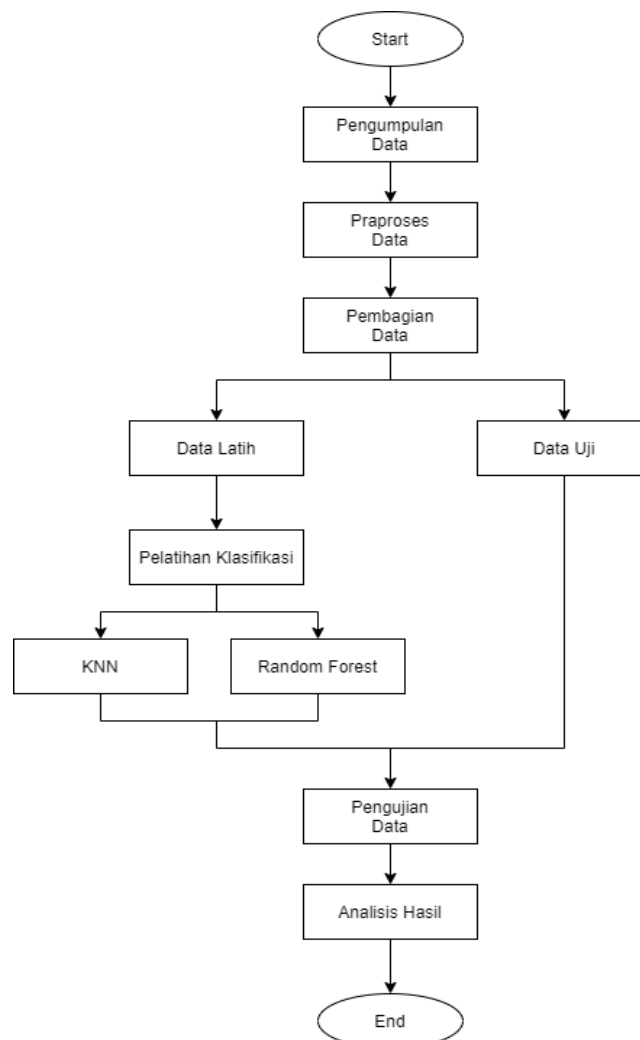 Start
Pengumpulan
Data
Praproses
Data
Pembagian
Data
Data Latih
Data Uji
Pelatihan Klasifikasi
KNN
Random Forest
Pengujian
Data
Analisis Hasil
End